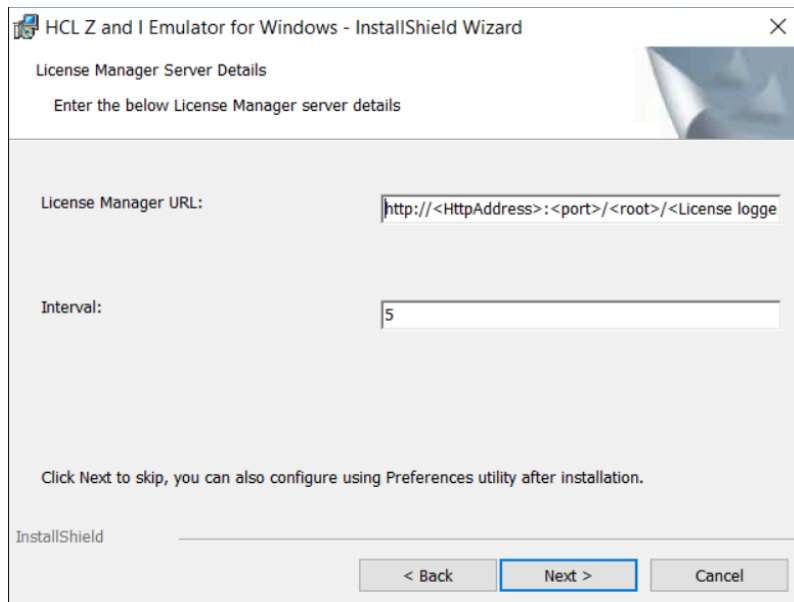 HCL Z and I Emulator for Windows - InstallShield Wizard
License Manager Server Details
Enter the below License Manager server details
License Manager URL:
http://<HttpAddress>:<port>/<root>/<License logge
Interval:
5
Click Next to skip, you can also configure using Preferences utility after installation.
InstallShield
< Back
Next >
Cancel